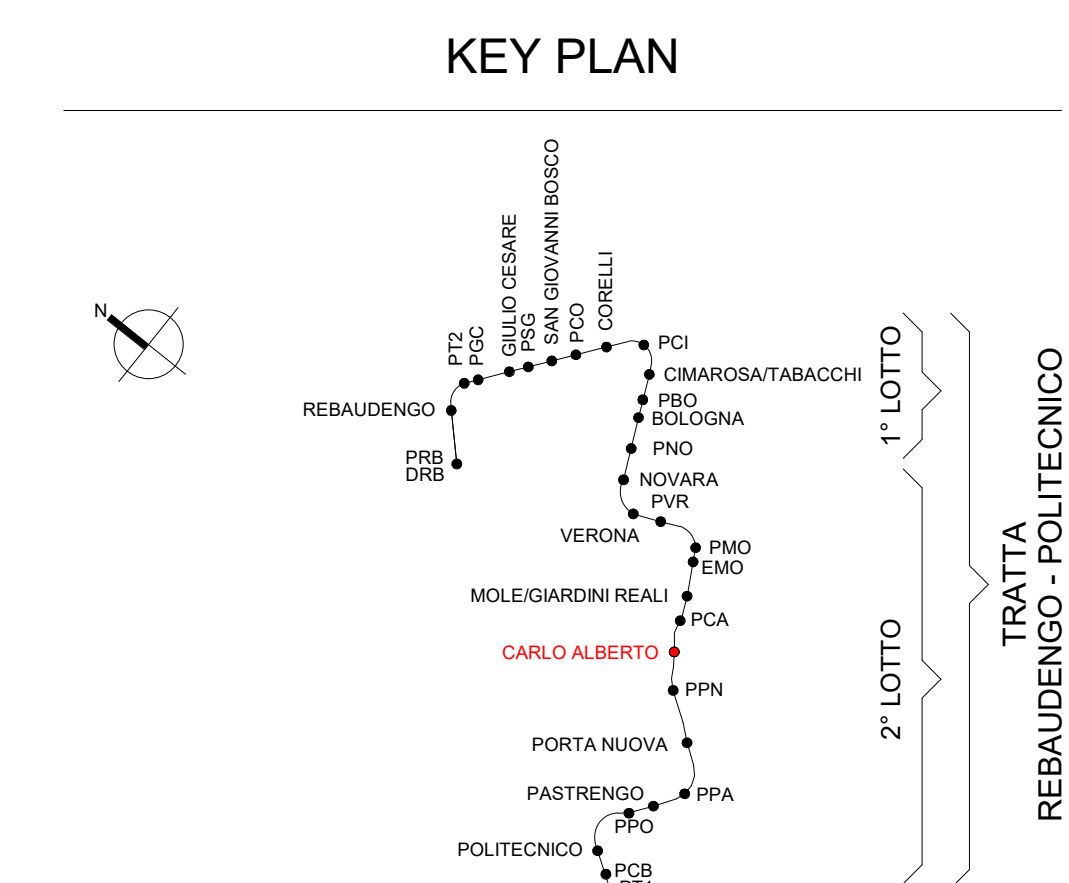 KEY PLAN
N
PT2
PGC
GIULIO CESARE
PSG
SAN GIOVANNI BOSCO
PCO
CORELLI
PCI
CIMAROSA/TABACCHI
REBAUDENGO
PBO
BOLOGNA
PRB
DRB
PNO
NOVARA
PVR
VERONA
PMO
EMO
MOLE/GIARDINI REALI
PCA
CARLO ALBERTO
PPN
PORTA NUOVA
PASTRENGO
PPA
PPO
POLITECNICO
PCB
1° LOTTO
2° LOTTO
TRATTA
REBAUDENGO - POLITECNICO